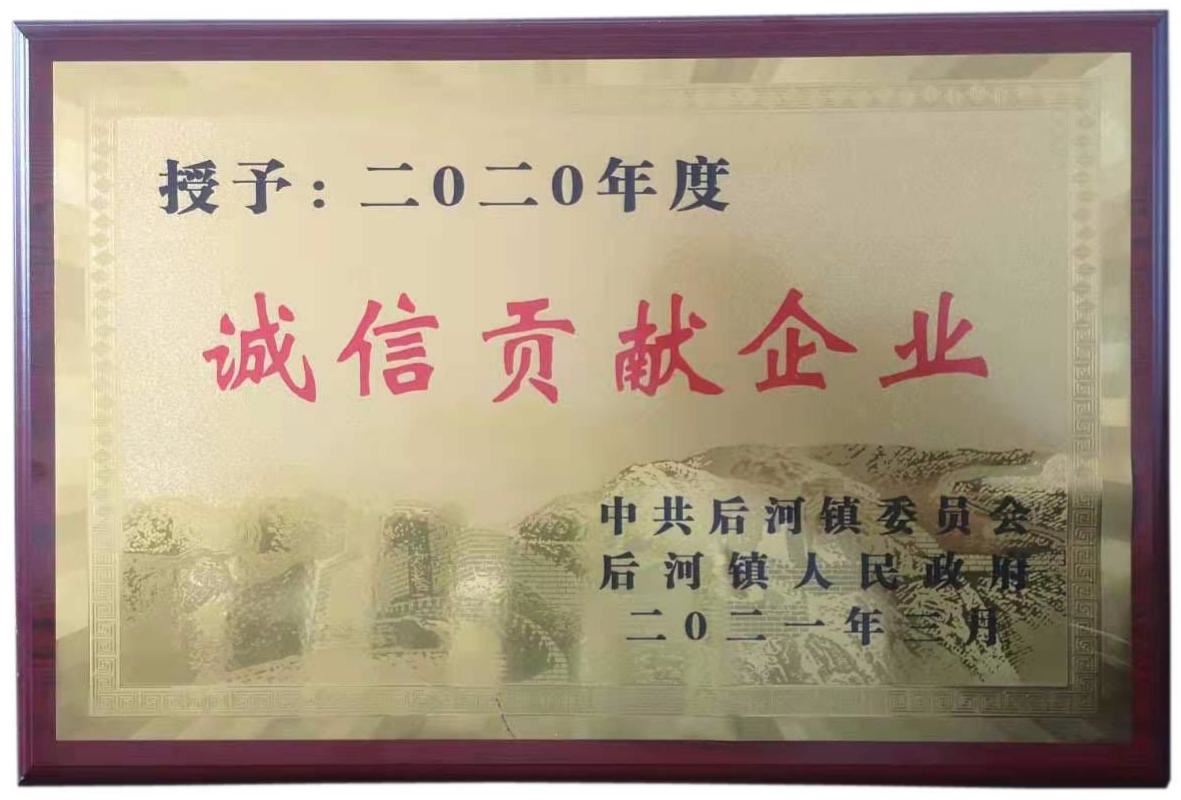 授予：二0二0年度
诚信贡献企业
中共后河镇委员会
后河镇人民政府
二0二一年三月